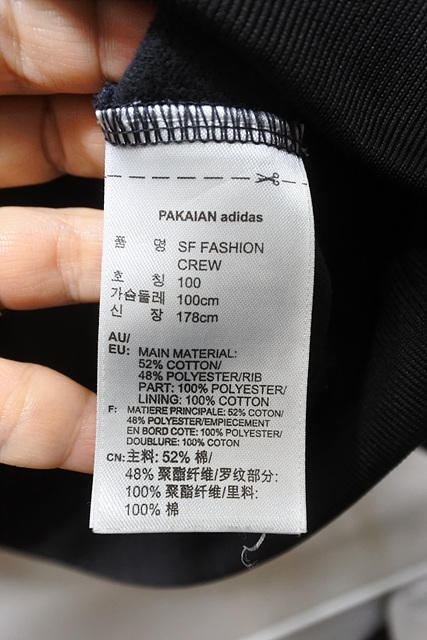 PAKAIAN adidas
품 명 SF FASHION
CREW
호 칭 100
가슴둘레 100cm
신 장 178cm
AU/
EU: MAIN MATERIAL:
52% COTTON/
48% POLYESTER/RIB
PART: 100% POLYESTER/
LINING: 100% COTTON
F: MATIERE PRINCIPALE: 52% COTON/
48% POLYESTER/EMPIECEMENT
EN BORD COTE: 100% POLYESTER/
DOUBLURE: 100% COTON
CN: 主料: 52% 棉/
48% 聚酯纤维/罗纹部分:
100% 聚酯纤维/里料:
100% 棉